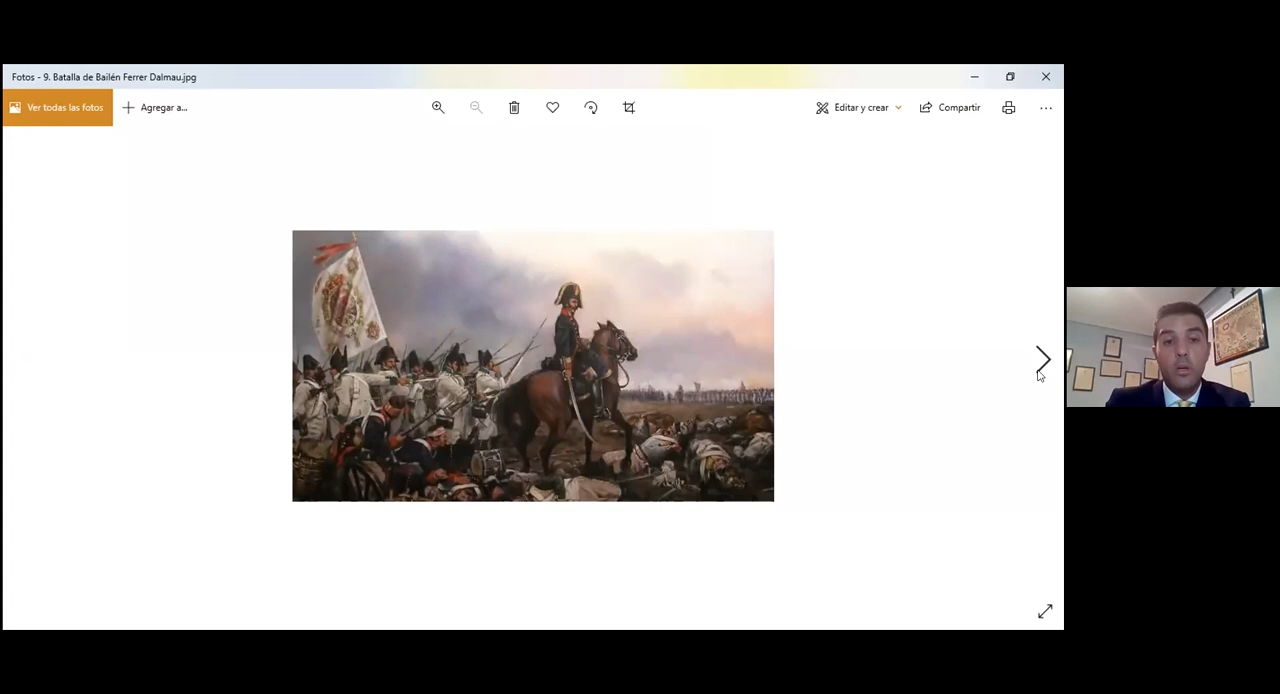 Fotos - 9. Batalla de Bailén Ferrer Dalmau.jpg
Ver todas las fotos
Agregar a...
Editar y crear
Compartir